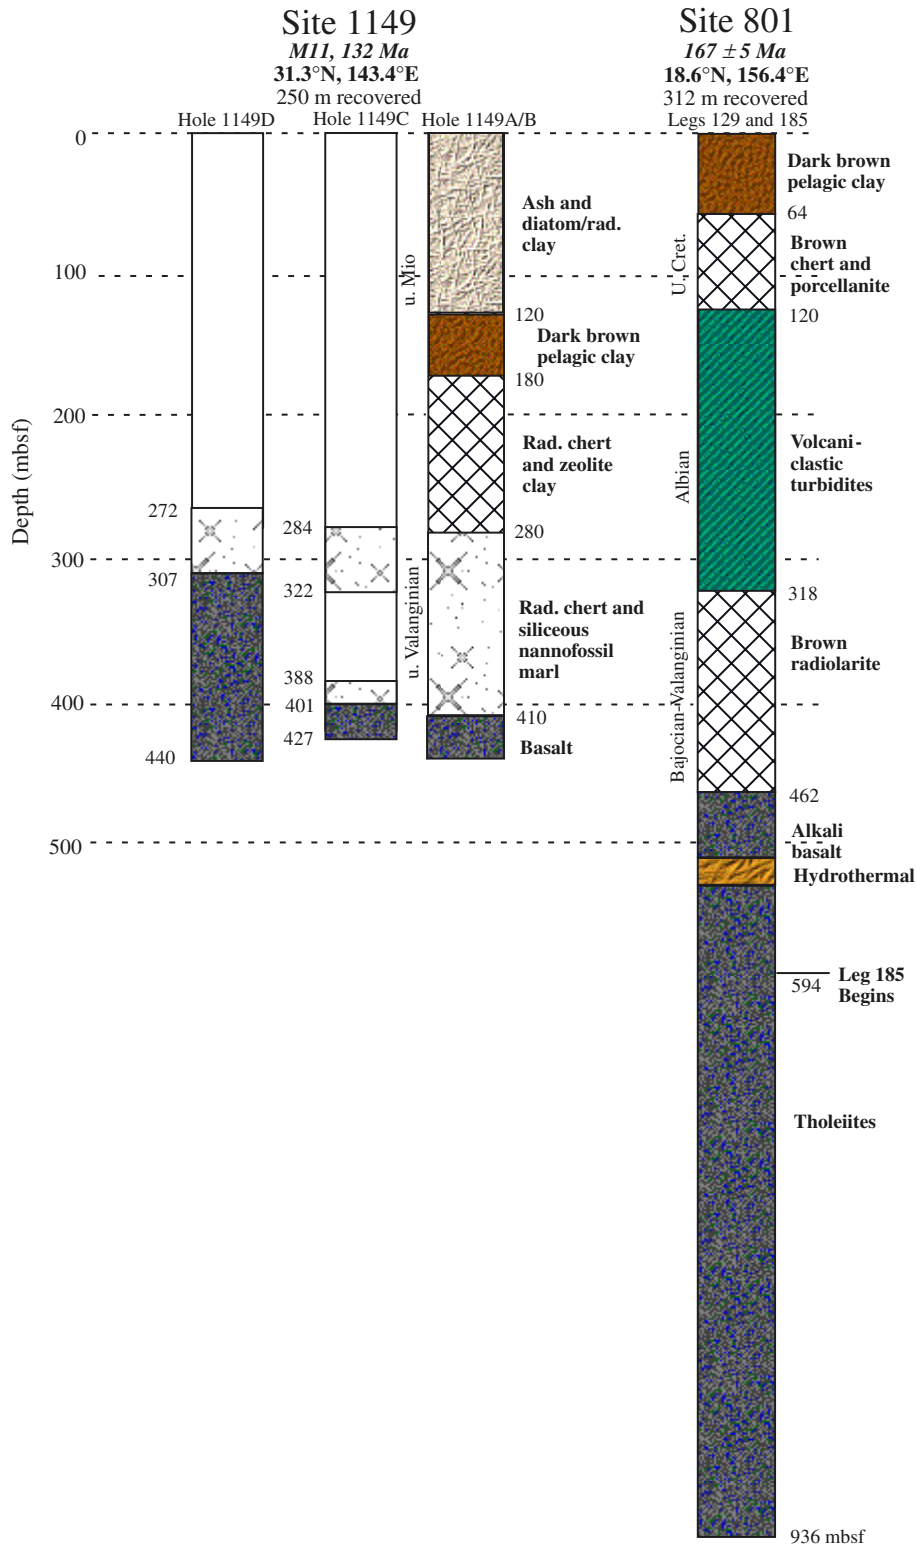 Site 1149
M11, 132 Ma
31.3°N, 143.4°E
250 m recovered
Hole 1149D
Hole 1149C
Hole 1149A/B
Site 801
167 ± 5 Ma
18.6°N, 156.4°E
312 m recovered
Legs 129 and 185
Depth (mbsf)
0
100
200
300
400
500
272
307
440
284
322
388
401
427
u. Mio
u. Valanginian
Ash and
diatom/rad.
clay
120
Dark brown
pelagic clay
180
Rad. chert
and zeolite
clay
280
Rad. chert and
siliceous
nannofossil
marl
410
Basalt
U. Cret.
Albian
Bajocian-Valanginian
Dark brown
pelagic clay
64
Brown
chert and
porcellanite
120
Volcani-
clastic
turbidites
318
Brown
radiolarite
462
Alkali
basalt
Hydrothermal
594
Leg 185
Begins
Tholeiites
936 mbsf